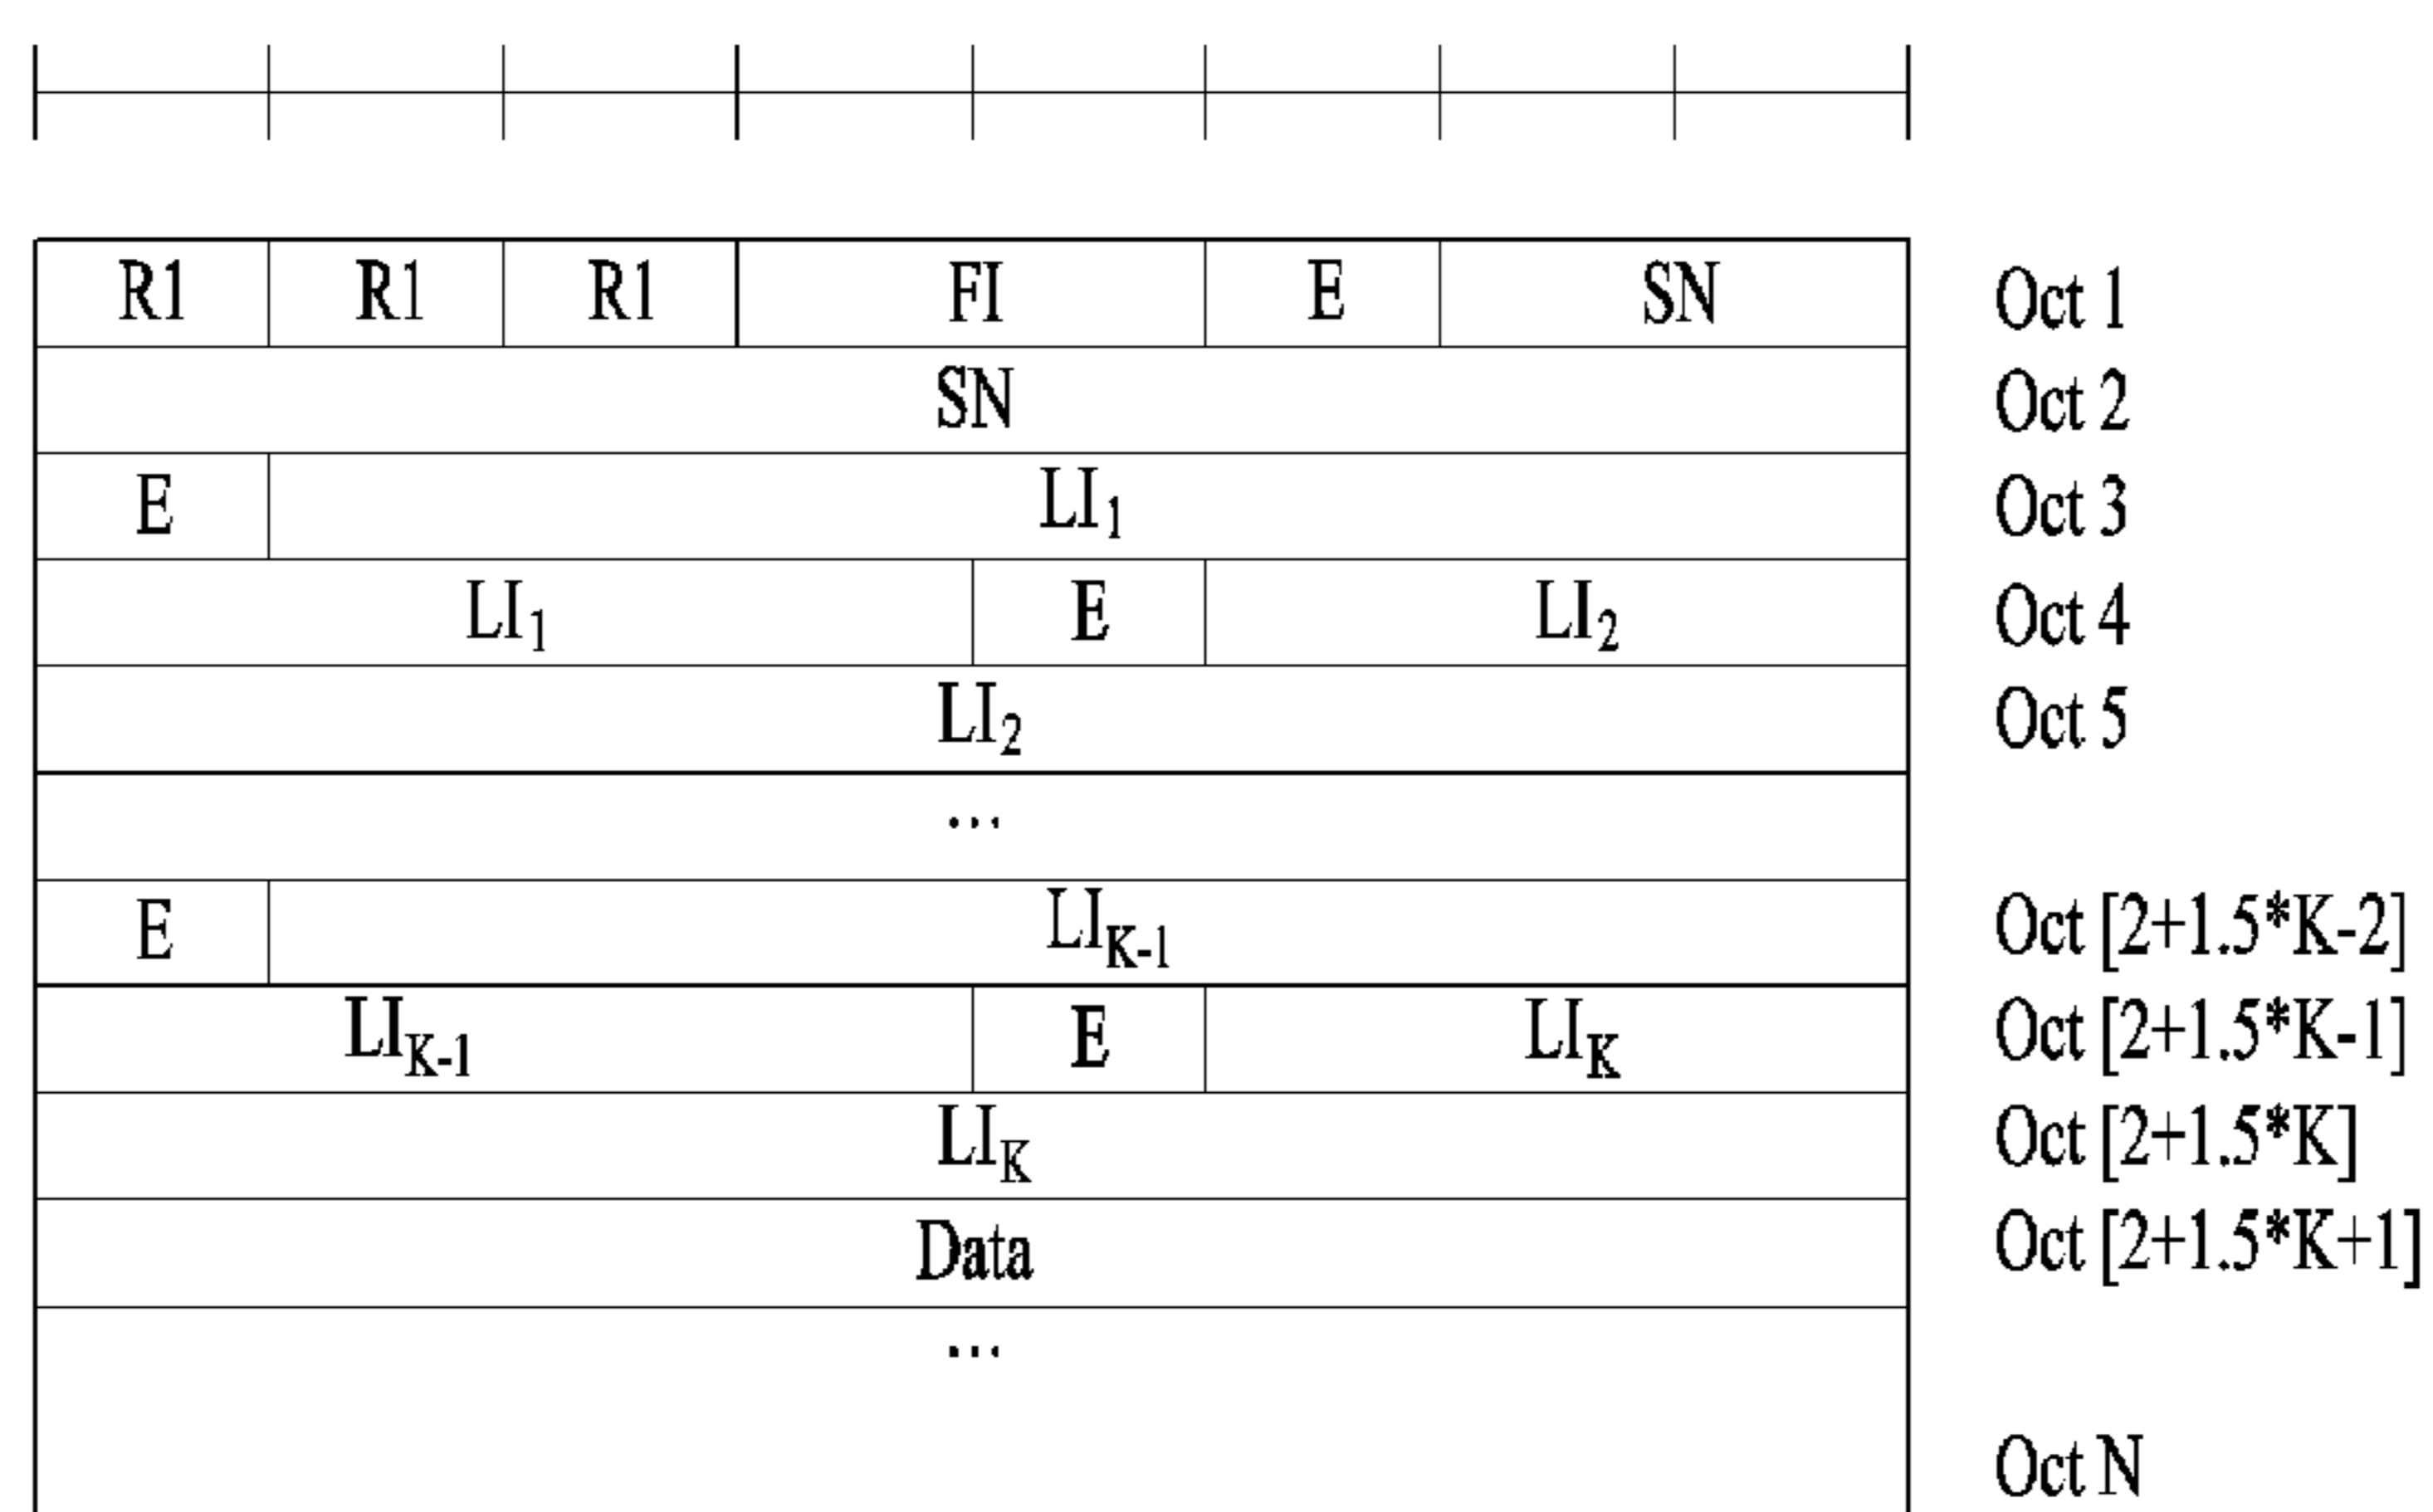 R1 R1 R1 FI E SN Oct 1
SN Oct 2
E LI1 Oct 3
LI1 E LI2 Oct 4
LI2 Oct 5
...
E LIK-1 Oct [2+1.5*K-2]
LIK-1 E LIK Oct [2+1.5*K-1]
LIK Oct [2+1.5*K]
Data Oct [2+1.5*K+1]
...
Oct N